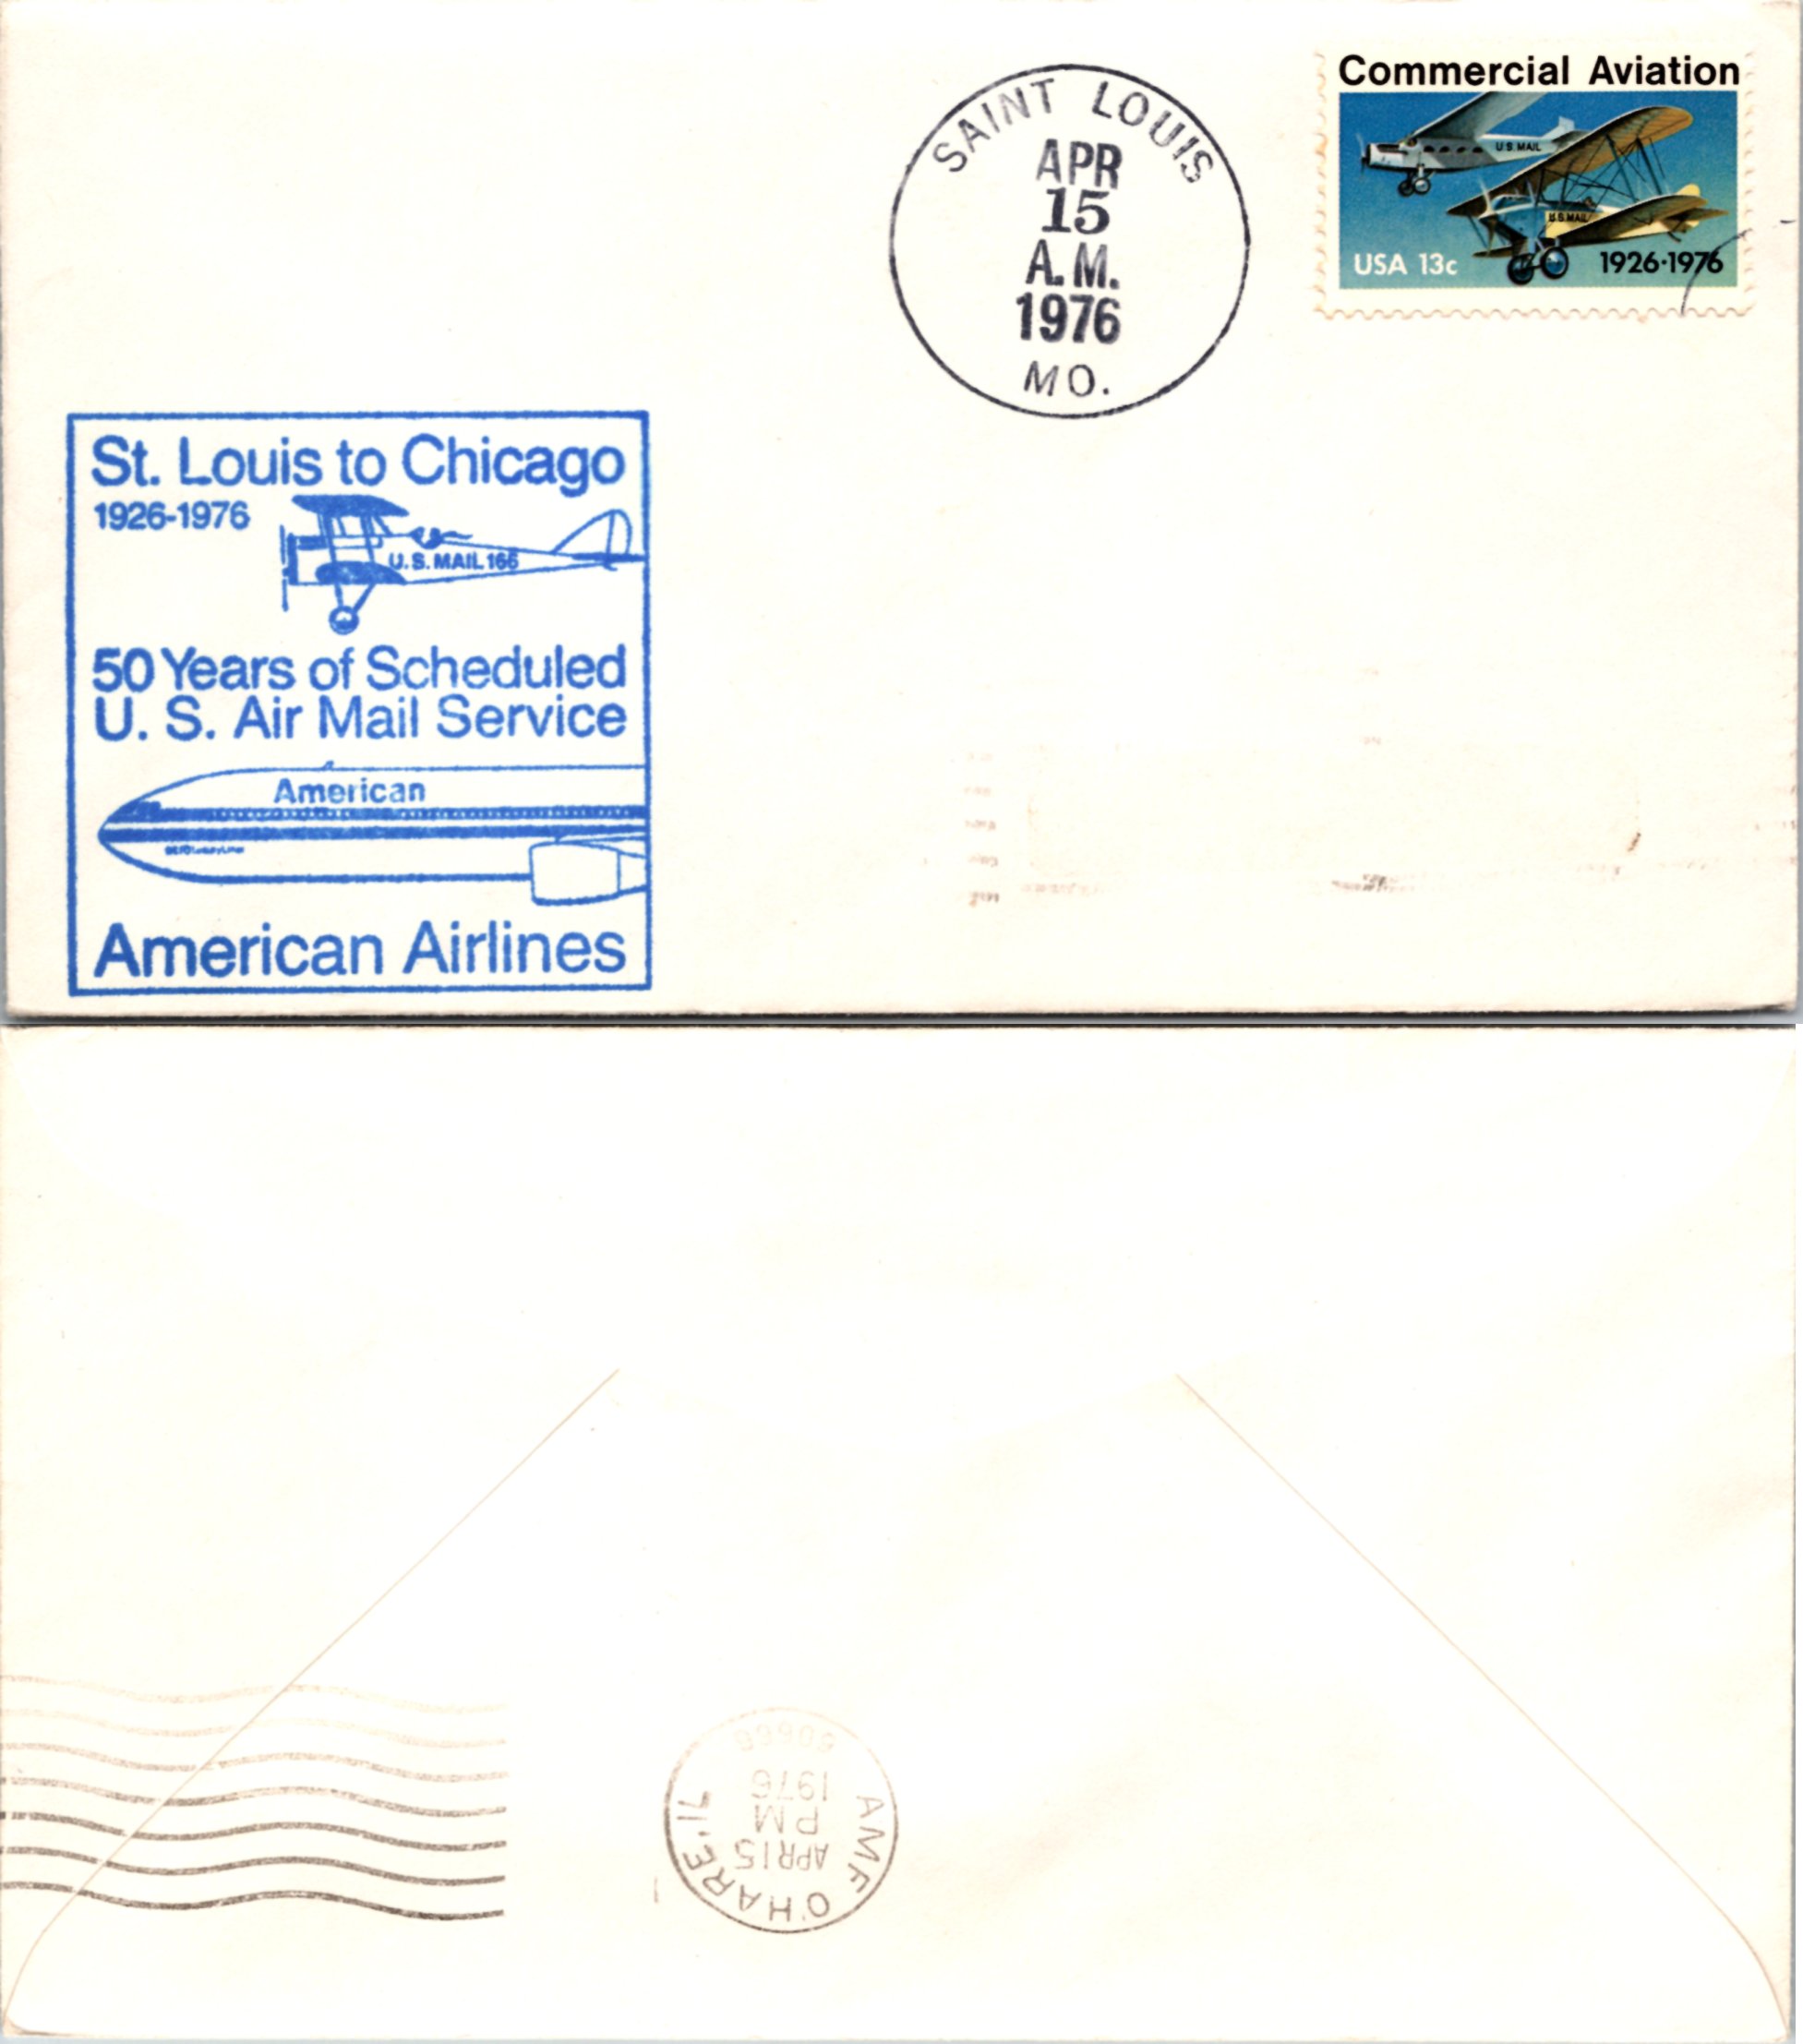 Commercial Aviation
U.S. MAIL
U.S. MAIL
USA 13c
1926·1976
SAINT LOUIS
APR
15
A.M.
1976
MO.
St. Louis to Chicago
1926-1976
U.S. MAIL 166
50 Years of Scheduled
U. S. Air Mail Service
American
American Airlines
AMF O'HARE, IL
APR 15
PM
1976
60666